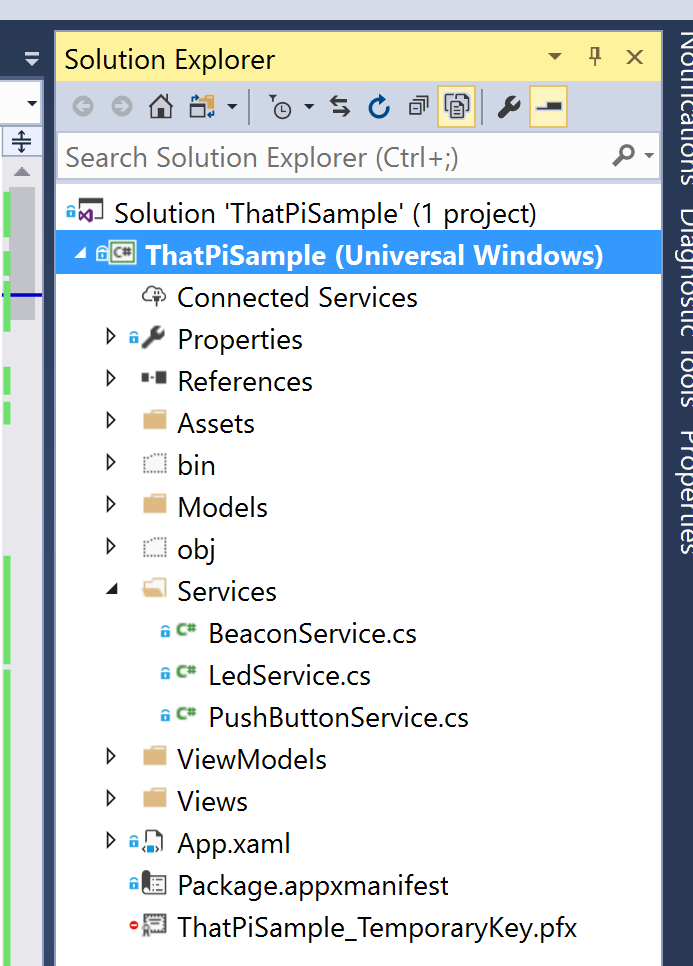 Solution Explorer
Search Solution Explorer (Ctrl+;)
Solution 'ThatPiSample' (1 project)
C# ThatPiSample (Universal Windows)
Connected Services
Properties
References
Assets
bin
Models
obj
Services
C# BeaconService.cs
C# LedService.cs
C# PushButtonService.cs
ViewModels
Views
App.xaml
Package.appxmanifest
ThatPiSample_TemporaryKey.pfx
Notifications
Diagnostic Tools
Properties